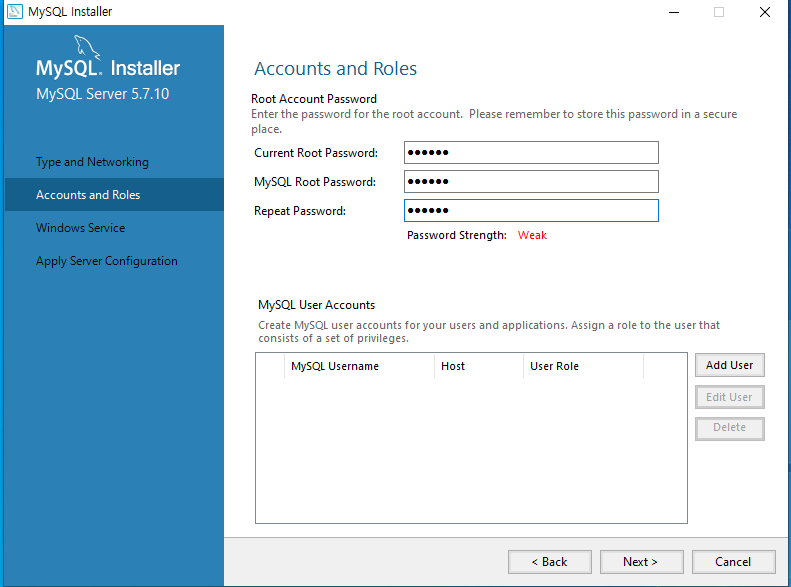 MySQL Installer
MySQL. Installer
MySQL Server 5.7.10
Type and Networking
Accounts and Roles
Windows Service
Apply Server Configuration
Accounts and Roles
Root Account Password
Enter the password for the root account. Please remember to store this password in a secure
place.
Current Root Password: ●●●●●●
MySQL Root Password: ●●●●●●
Repeat Password: ●●●●●●
Password Strength: Weak
MySQL User Accounts
Create MySQL user accounts for your users and applications. Assign a role to the user that
consists of a set of privileges.
MySQL Username Host User Role
Add User
Edit User
Delete
< Back Next > Cancel